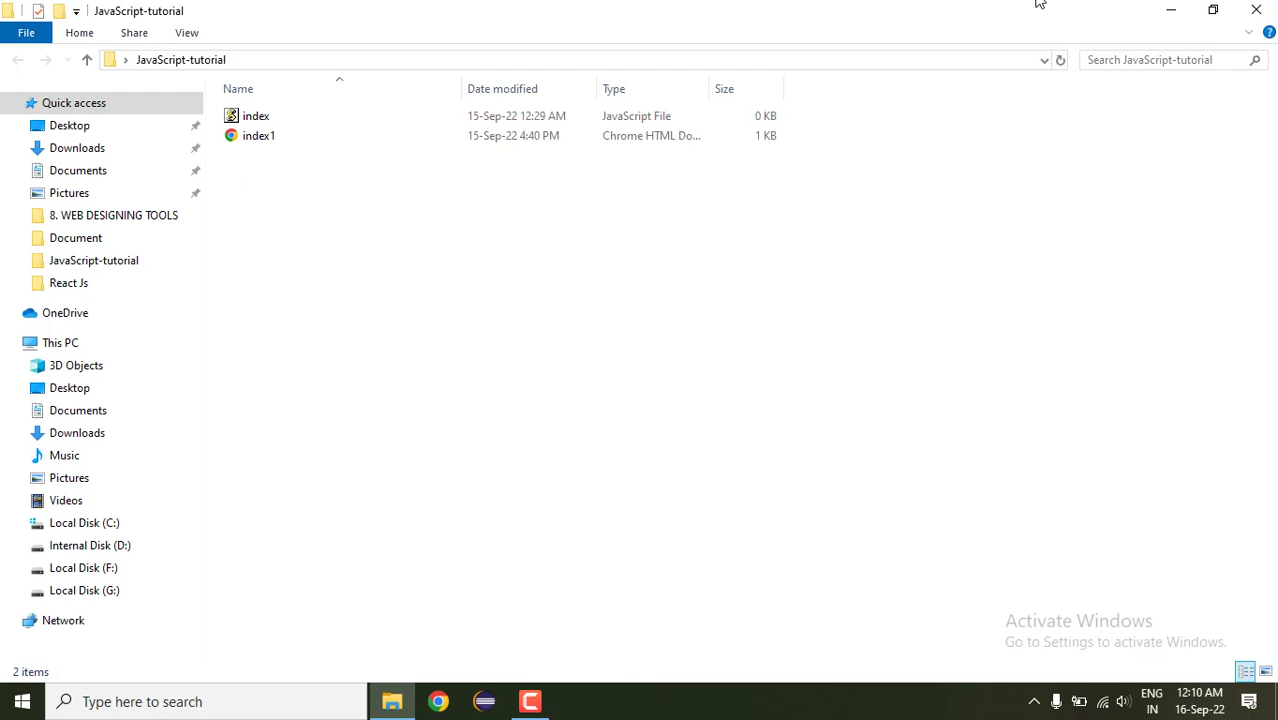 JavaScript-tutorial
File Home Share View
JavaScript-tutorial
Search JavaScript-tutorial
Name Date modified Type Size
index 15-Sep-22 12:29 AM JavaScript File 0 KB
index1 15-Sep-22 4:40 PM Chrome HTML Do... 1 KB
Quick access
Desktop
Downloads
Documents
Pictures
8. WEB DESIGNING TOOLS
Document
JavaScript-tutorial
React Js
OneDrive
This PC
3D Objects
Desktop
Documents
Downloads
Music
Pictures
Videos
Local Disk (C:)
Internal Disk (D:)
Local Disk (F:)
Local Disk (G:)
Network
Activate Windows
Go to Settings to activate Windows.
2 items
Type here to search
ENG
IN
12:10 AM
16-Sep-22